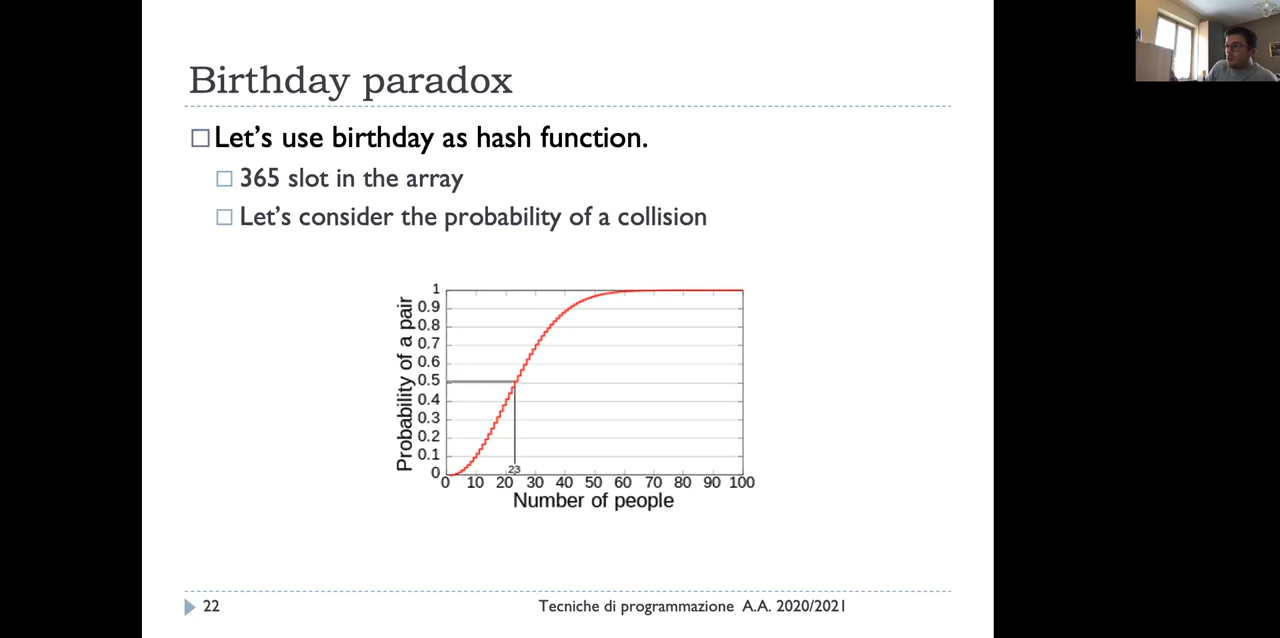 Birthday paradox
Let's use birthday as hash function.
365 slot in the array
Let's consider the probability of a collision
Probability of a pair
1
0.9
0.8
0.7
0.6
0.5
0.4
0.3
0.2
0.1
0
23
0 10 20 30 40 50 60 70 80 90 100
Number of people
22
Tecniche di programmazione A.A. 2020/2021